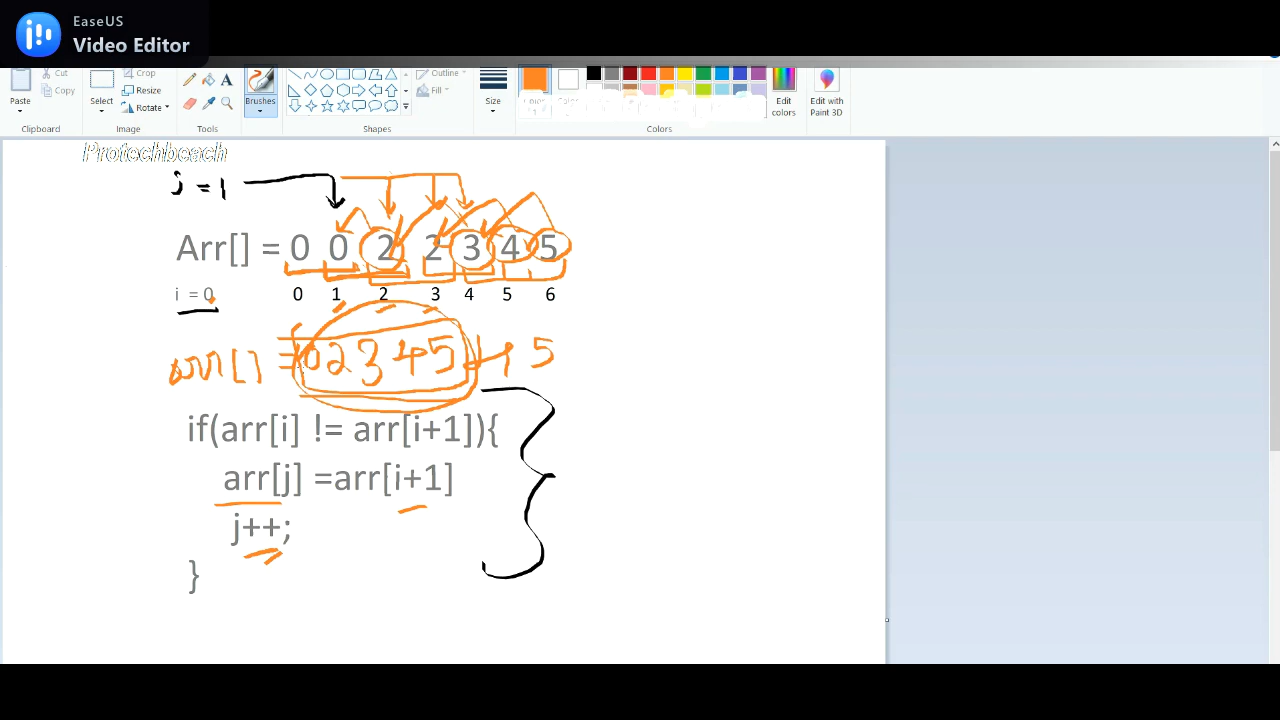 EaseUS
Video Editor
Paste
Cut
Copy
Clipboard
Select
Crop
Resize
Rotate
Image
Tools
Brushes
Outline
Fill
Shapes
Size
Colors
Edit colors
Edit with Paint 3D
Protechbeach
j = 1
Arr[] = 0 0 2 2 3 4 5
i = 0 0 1 2 3 4 5 6
arr[] = 0 2 3 4 5 4 5
if(arr[i] != arr[i+1]){
arr[j] =arr[i+1]
j++;
}